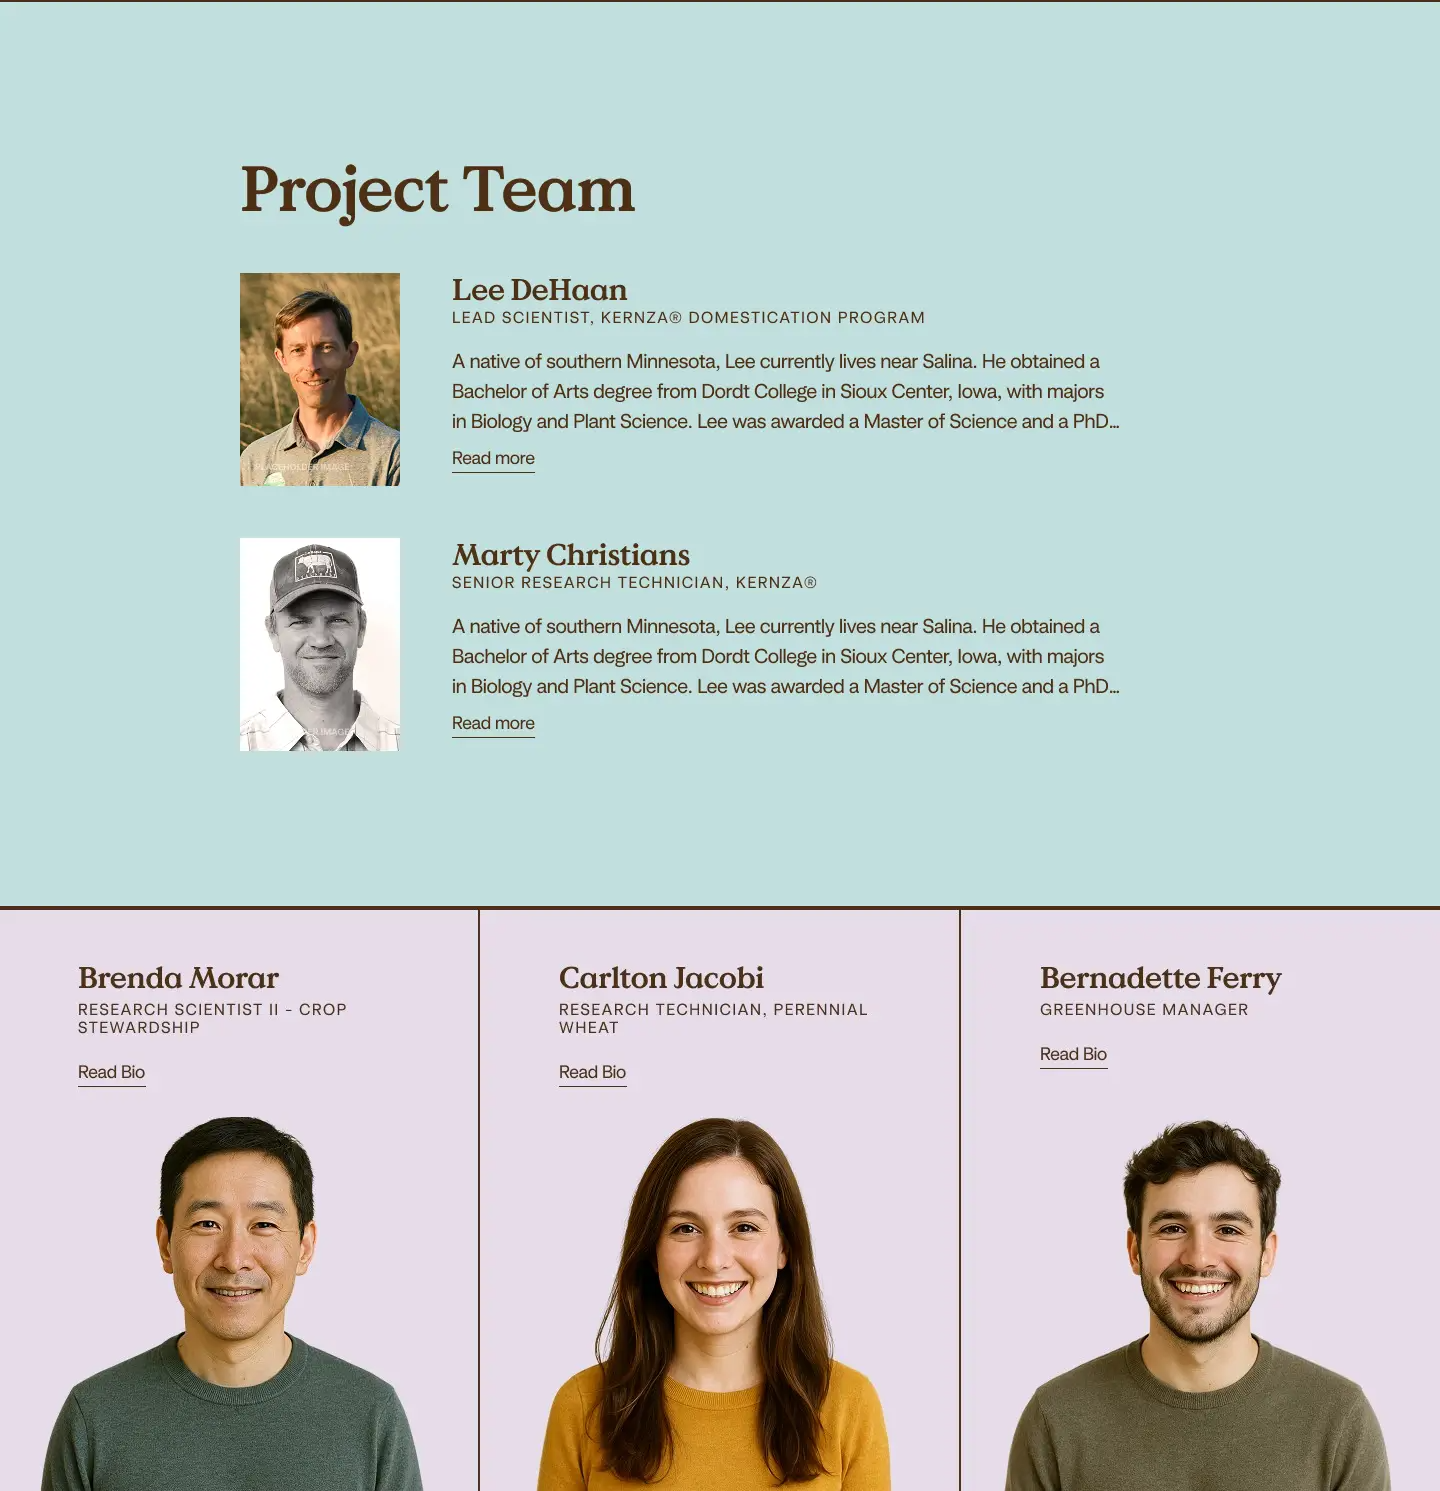 Project Team
Lee DeHaan
LEAD SCIENTIST, KERNZA® DOMESTICATION PROGRAM
A native of southern Minnesota, Lee currently lives near Salina. He obtained a
Bachelor of Arts degree from Dordt College in Sioux Center, Iowa, with majors
in Biology and Plant Science. Lee was awarded a Master of Science and a PhD...
Read more
PLACEHOLDER IMAGE
Marty Christians
SENIOR RESEARCH TECHNICIAN, KERNZA®
A native of southern Minnesota, Lee currently lives near Salina. He obtained a
Bachelor of Arts degree from Dordt College in Sioux Center, Iowa, with majors
in Biology and Plant Science. Lee was awarded a Master of Science and a PhD...
Read more
IMAGE
Brenda Morar
RESEARCH SCIENTIST II - CROP
STEWARDSHIP
Read Bio
Carlton Jacobi
RESEARCH TECHNICIAN, PERENNIAL
WHEAT
Read Bio
Bernadette Ferry
GREENHOUSE MANAGER
Read Bio